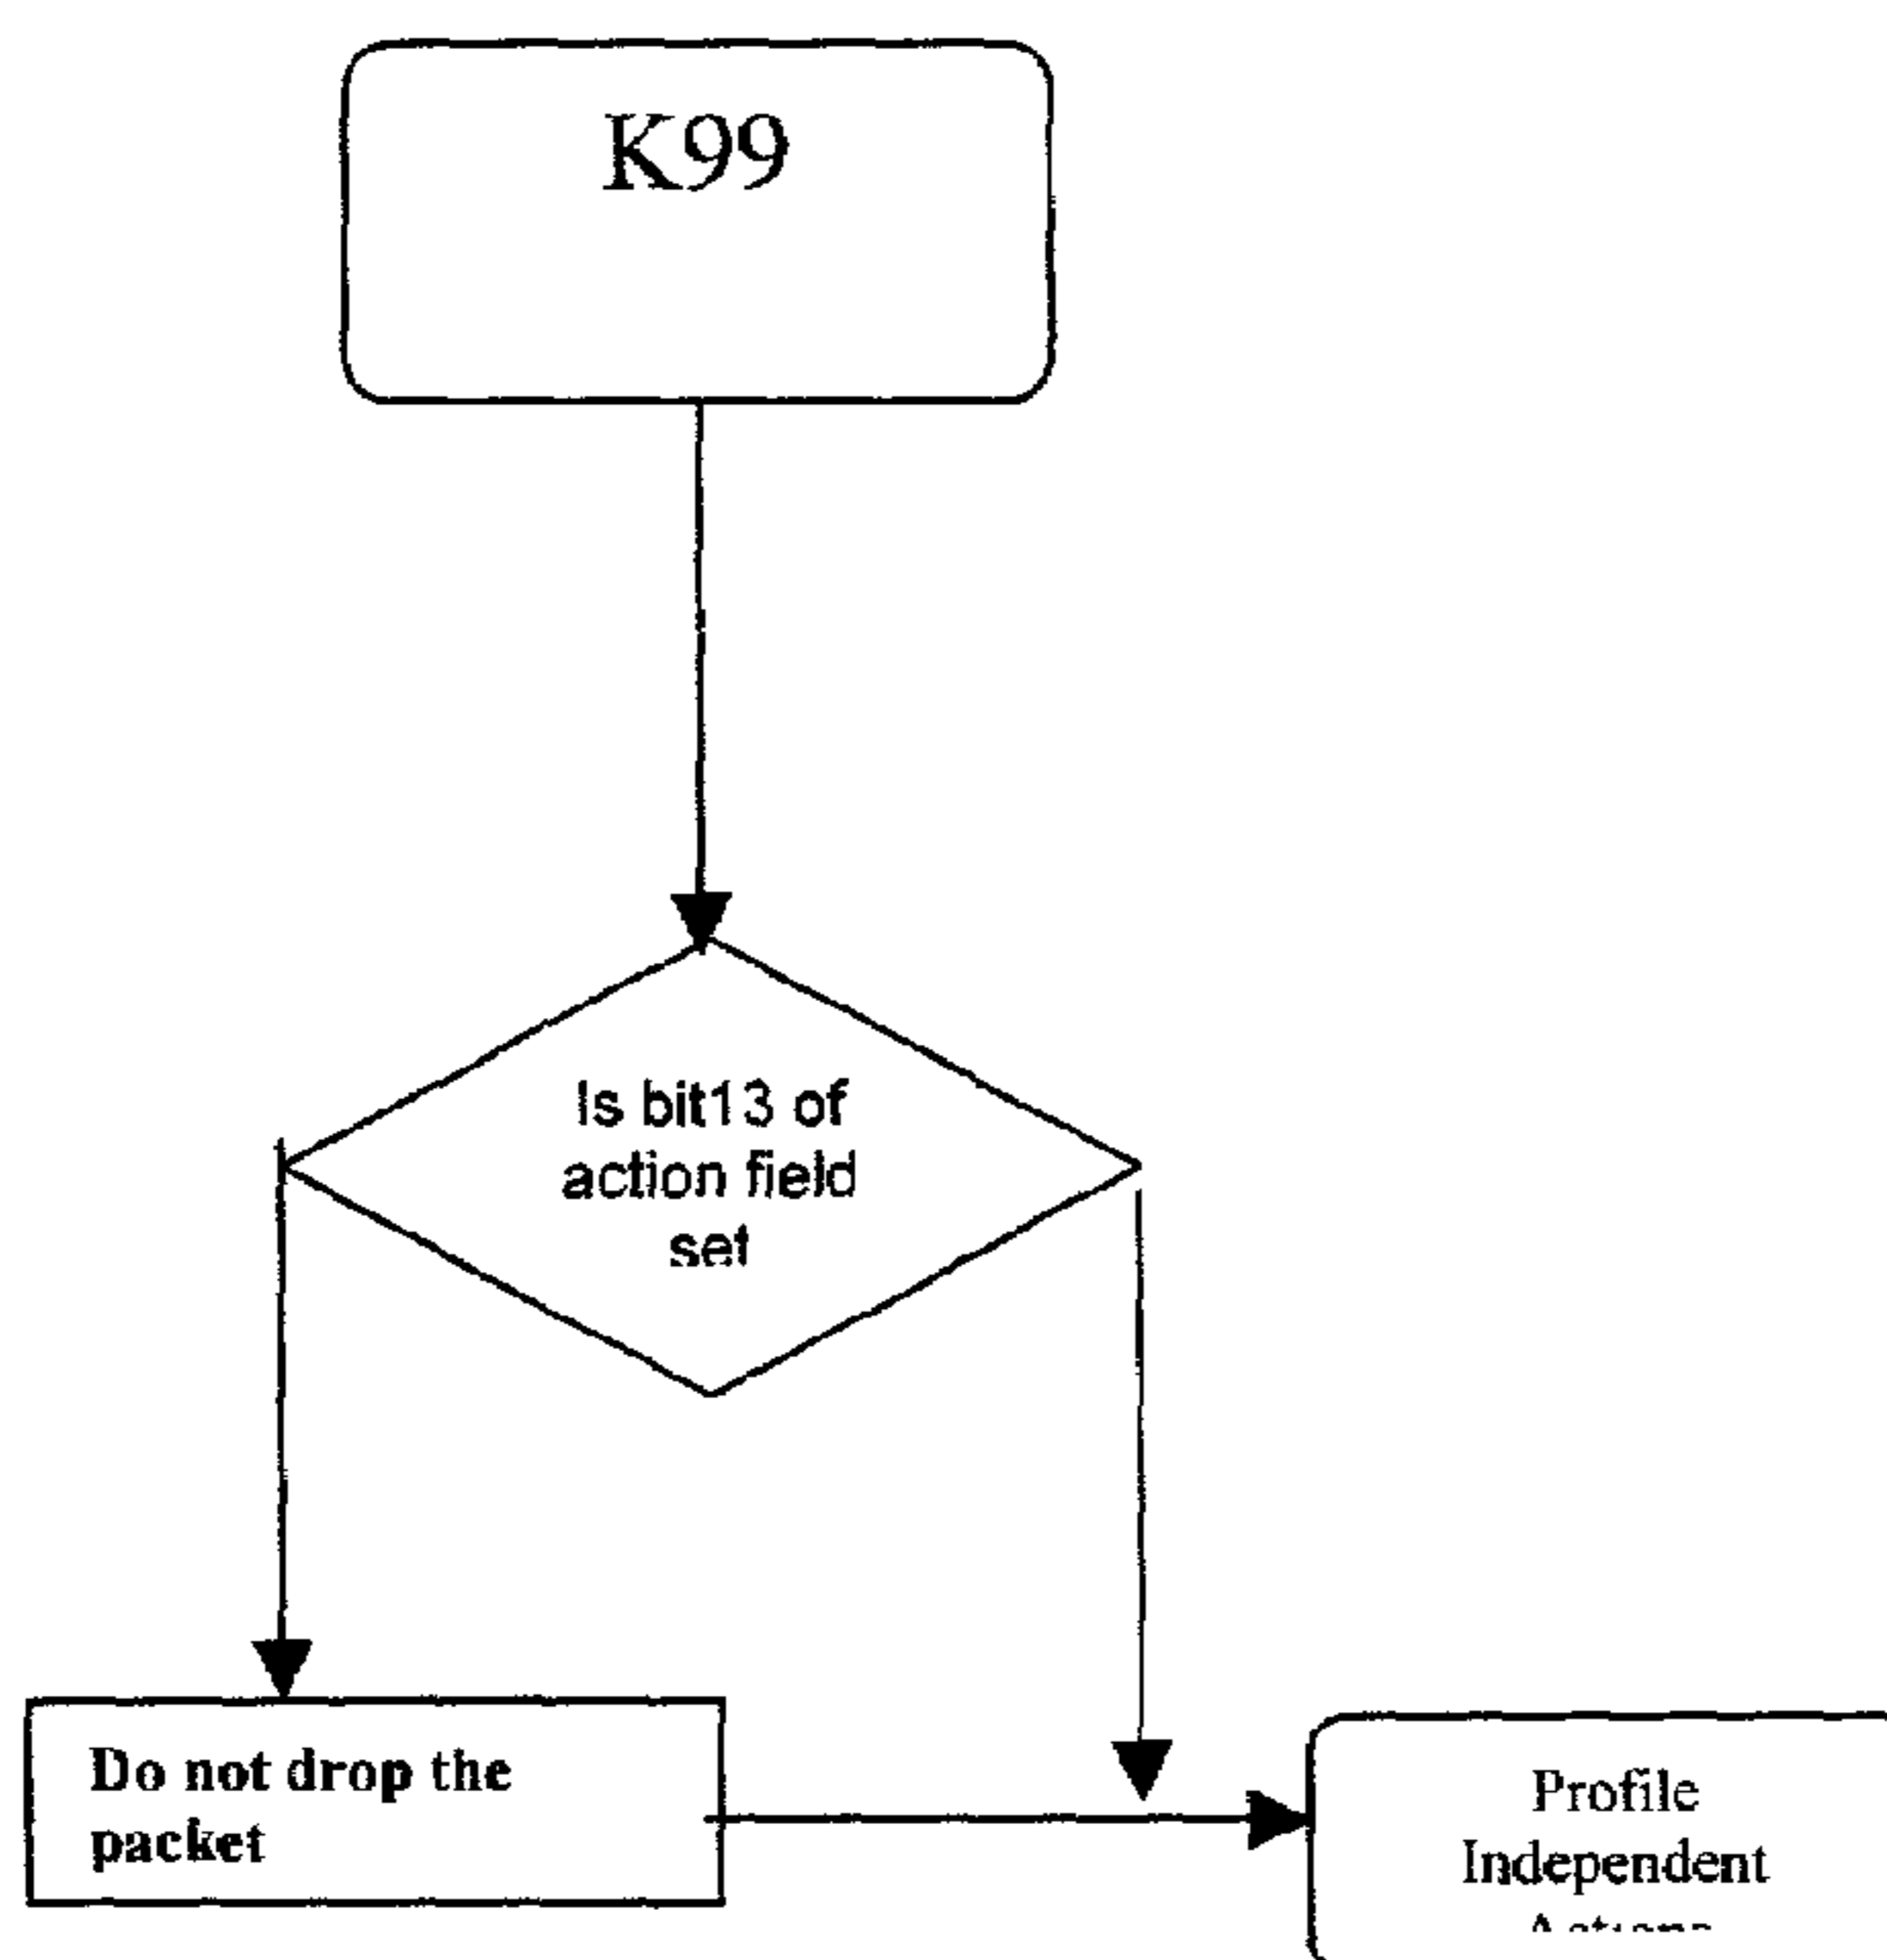 K99
Is bit13 of
action field
set
Do not drop the
packet
Profile
Independent